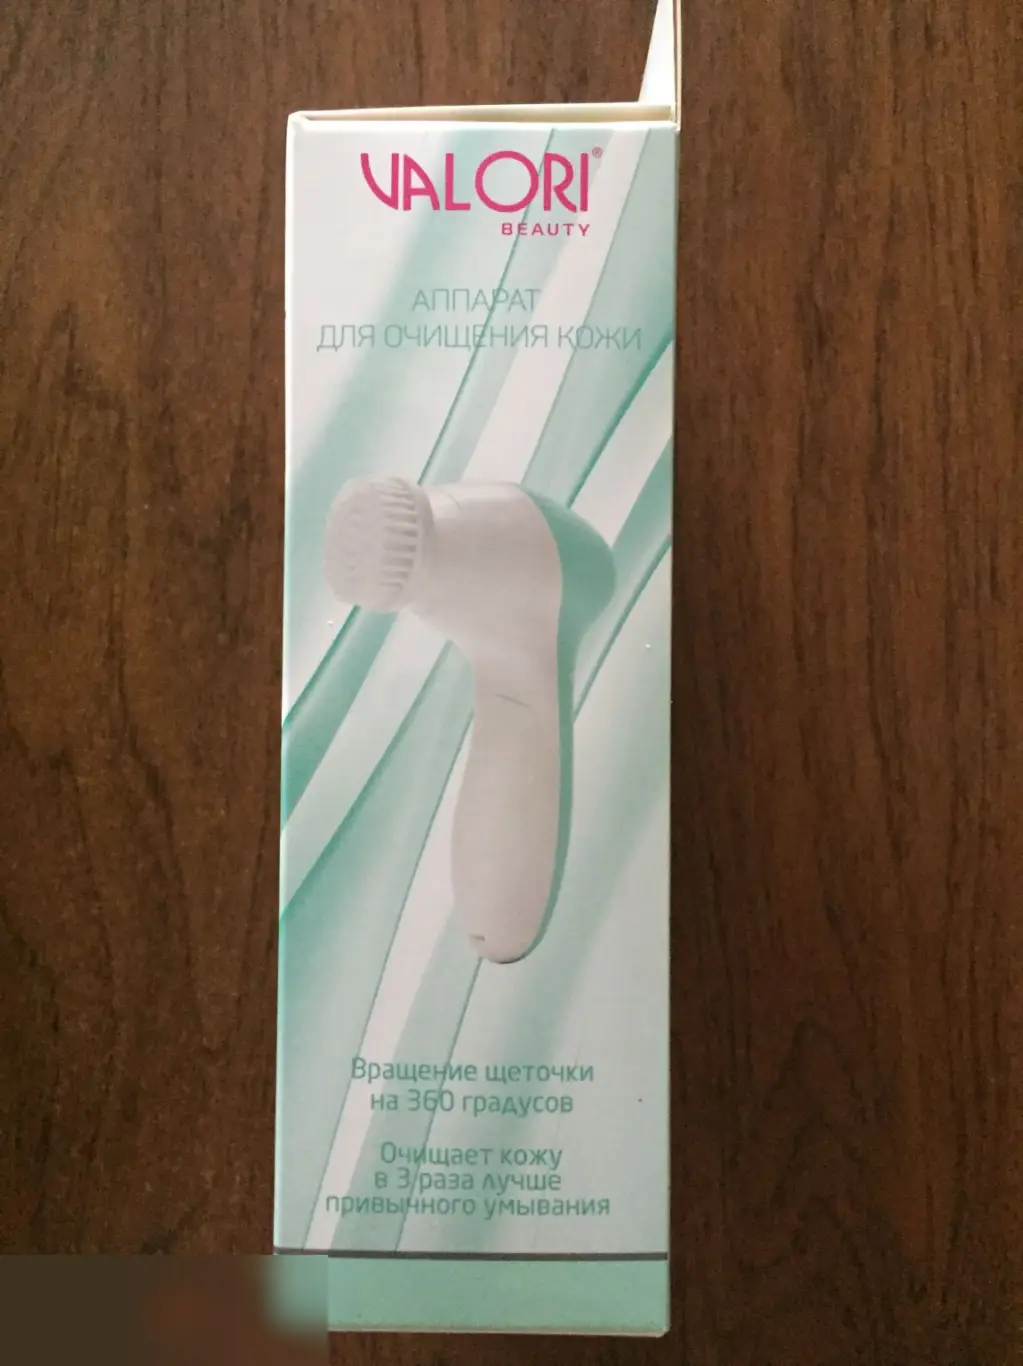 VALORI®
BEAUTY
АППАРАТ
ДЛЯ ОЧИЩЕНИЯ КОЖИ
Вращение щеточки
на 360 градусов
Очищает кожу
в 3 раза лучше
привычного умывания